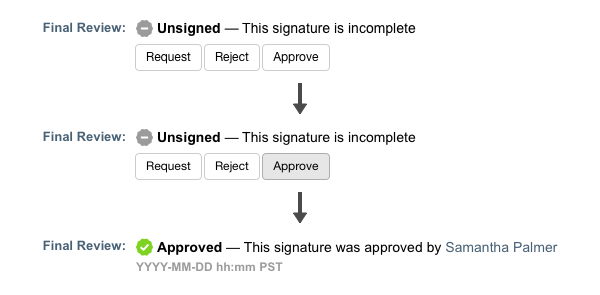 Final Review: Unsigned — This signature is incomplete
Request Reject Approve
Final Review: Unsigned — This signature is incomplete
Request Reject Approve
Final Review: Approved — This signature was approved by Samantha Palmer
YYYY-MM-DD hh:mm PST